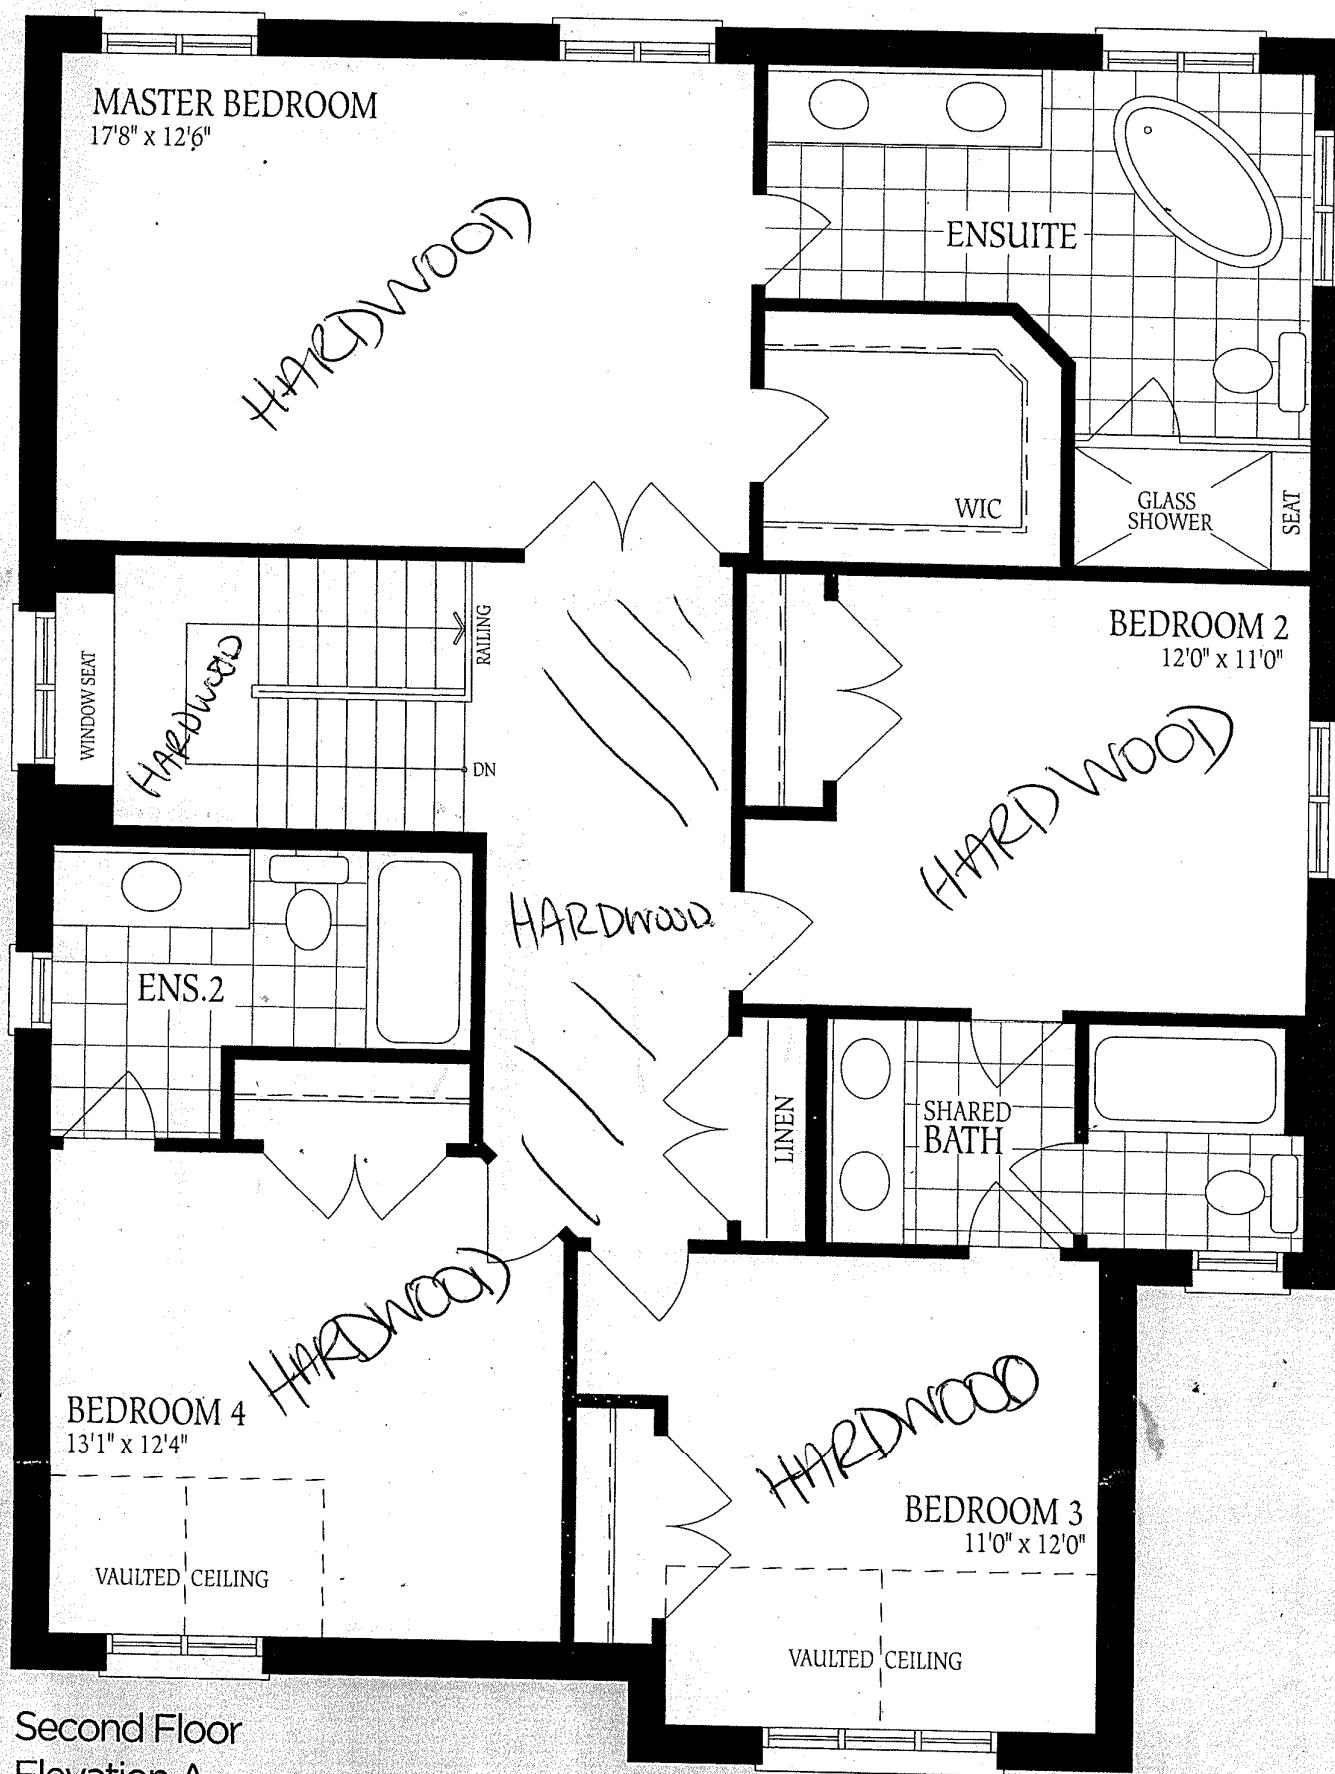 MASTER BEDROOM
17'8" x 12'6"
HARDWOOD
ENSUITE
WIC
GLASS
SHOWER
SEAT
BEDROOM 2
12'0" x 11'0"
HARDWOOD
WINDOW SEAT
HARDWOOD
RAILING
DN
HARDWOOD
ENS.2
LINEN
SHARED
BATH
HARDWOOD
BEDROOM 4
13'1" x 12'4"
VAULTED CEILING
HARDWOOD
BEDROOM 3
11'0" x 12'0"
VAULTED CEILING
Second Floor
Elevation A